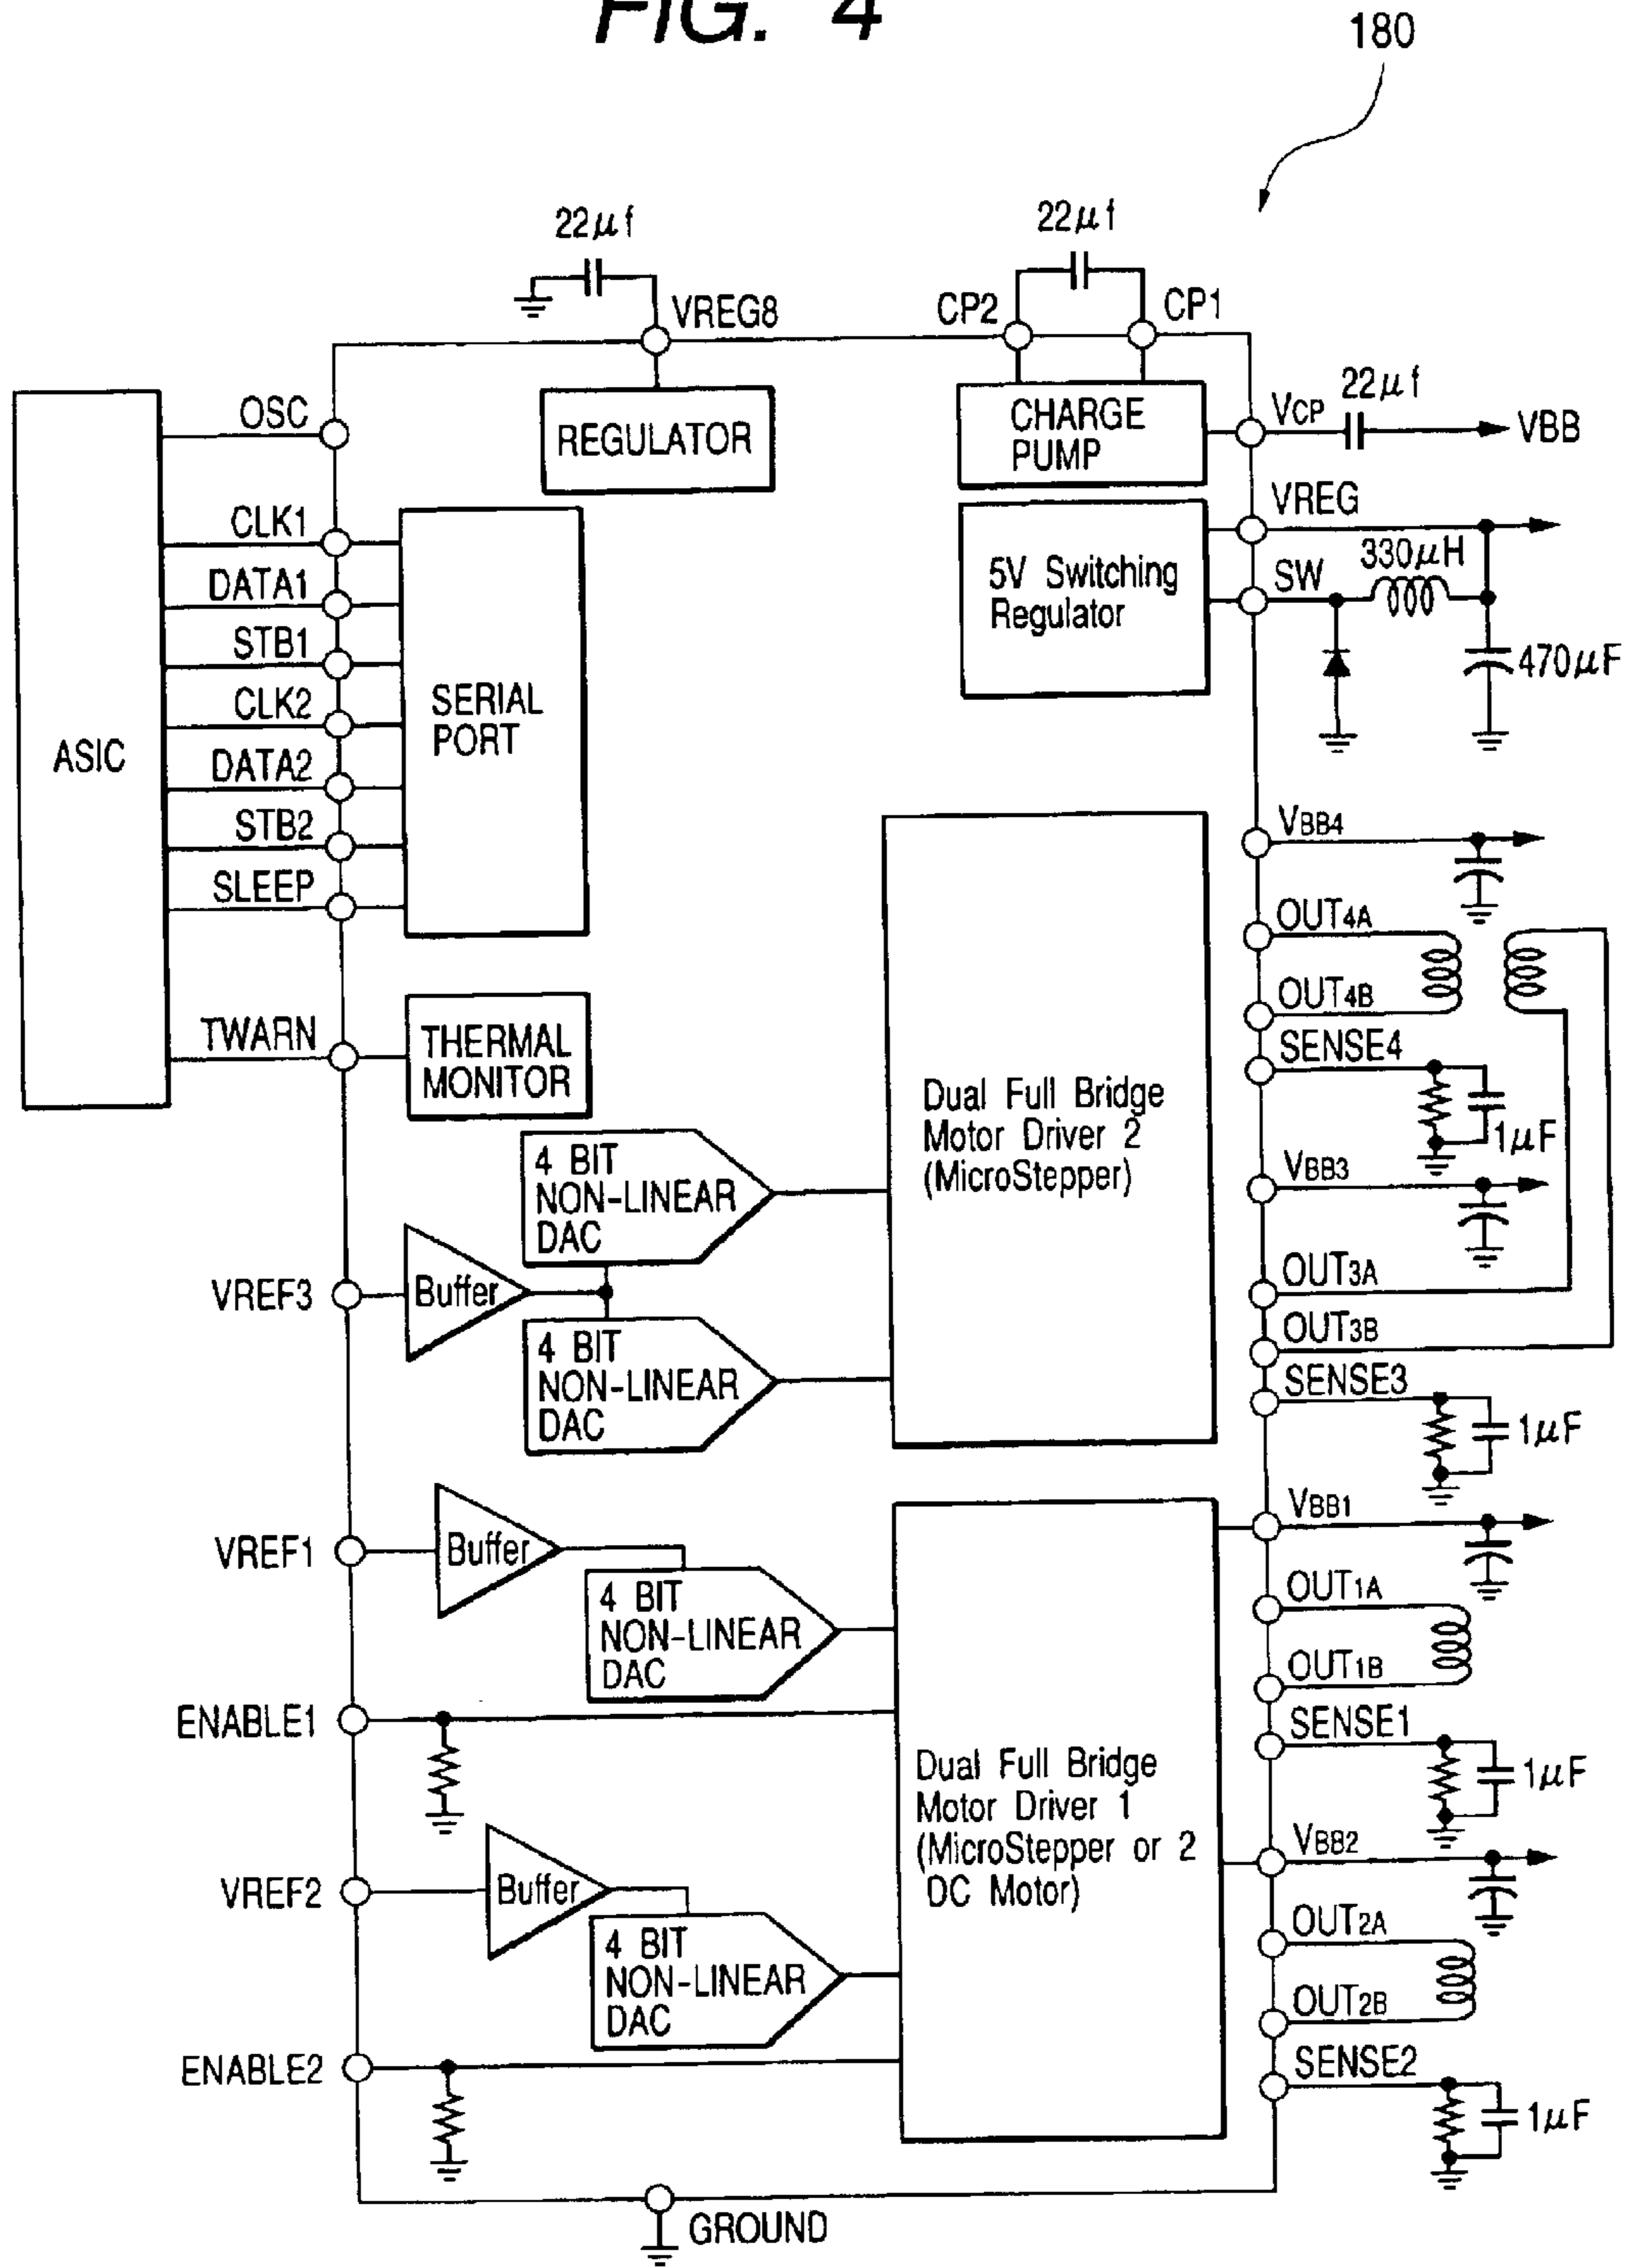 FIG. 4
180
22μf
22μf
VREG8
CP2
CP1
OSC
REGULATOR
CHARGE
PUMP
VCP
22μf
VBB
VREG
CLK1
330μH
5V Switching
Regulator
SW
DATA1
STB1
470μF
SERIAL
PORT
CLK2
ASIC
DATA2
STB2
VBB4
SLEEP
OUT4A
OUT4B
TWARN
THERMAL
MONITOR
SENSE4
Dual Full Bridge
Motor Driver 2
(MicroStepper)
1μF
4 BIT
NON-LINEAR
DAC
VBB3
VREF3
Buffer
OUT3A
OUT3B
4 BIT
NON-LINEAR
DAC
SENSE3
1μF
VBB1
VREF1
Buffer
OUT1A
4 BIT
NON-LINEAR
DAC
OUT1B
ENABLE1
SENSE1
Dual Full Bridge
Motor Driver 1
(MicroStepper or 2
DC Motor)
1μF
VBB2
VREF2
Buffer
OUT2A
4 BIT
NON-LINEAR
DAC
OUT2B
ENABLE2
SENSE2
1μF
GROUND